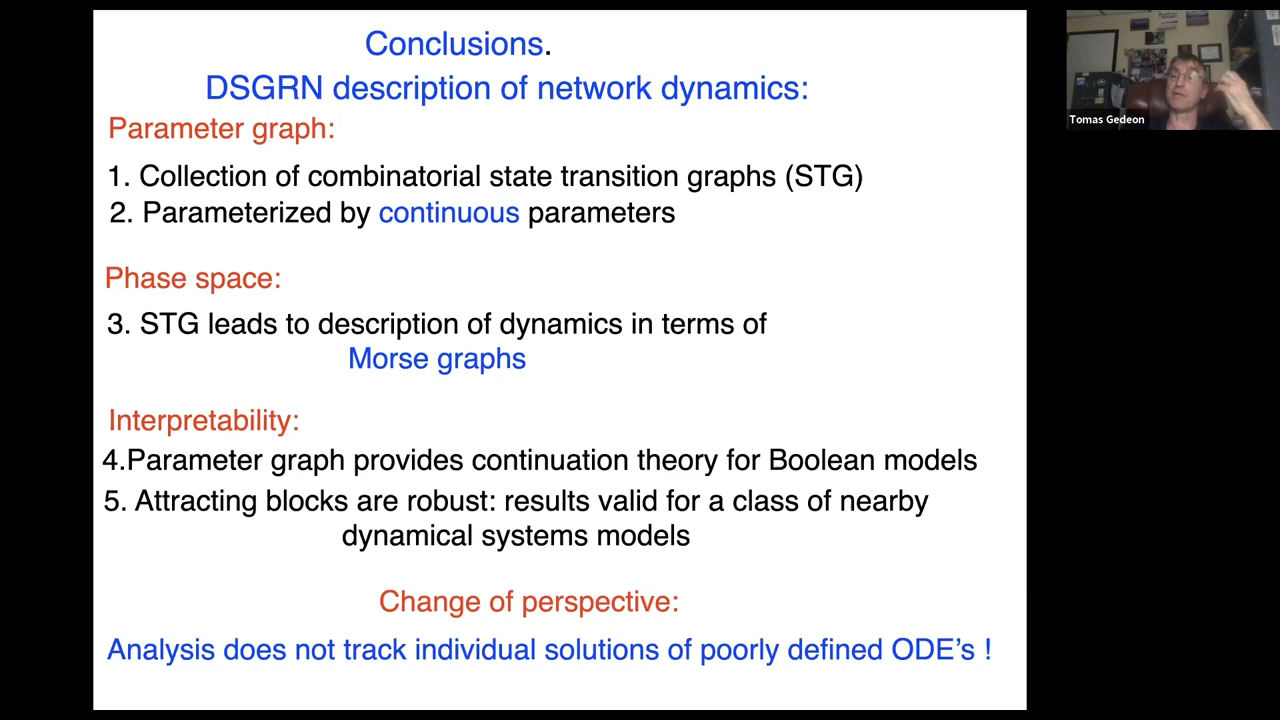 Conclusions.
DSGRN description of network dynamics:
Parameter graph:
1. Collection of combinatorial state transition graphs (STG)
2. Parameterized by continuous parameters
Phase space:
3. STG leads to description of dynamics in terms of
Morse graphs
Interpretability:
4.Parameter graph provides continuation theory for Boolean models
5. Attracting blocks are robust: results valid for a class of nearby
dynamical systems models
Change of perspective:
Analysis does not track individual solutions of poorly defined ODE's !
Tomas Gedeon